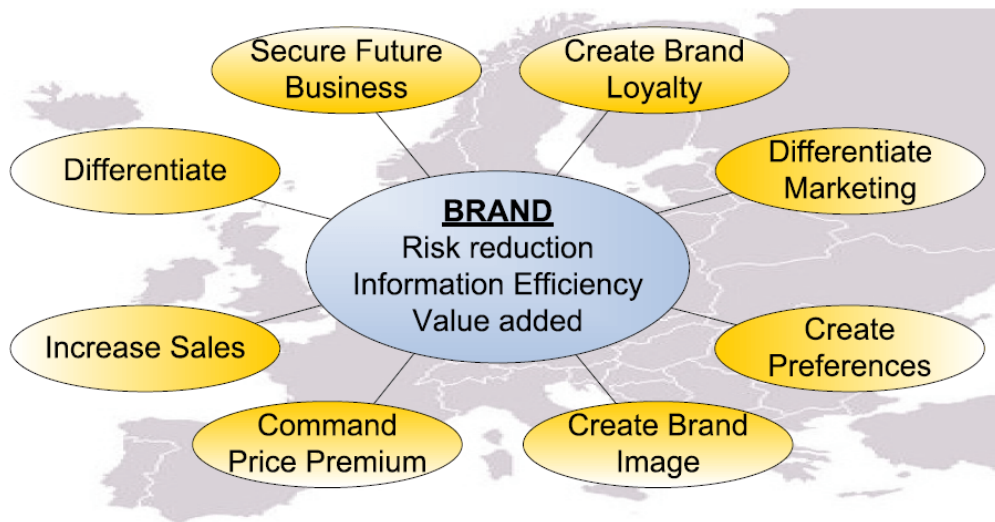 Secure Future
Business
Create Brand
Loyalty
Differentiate
Differentiate
Marketing
BRAND
Risk reduction
Information Efficiency
Value added
Increase Sales
Create
Preferences
Command
Price Premium
Create Brand
Image